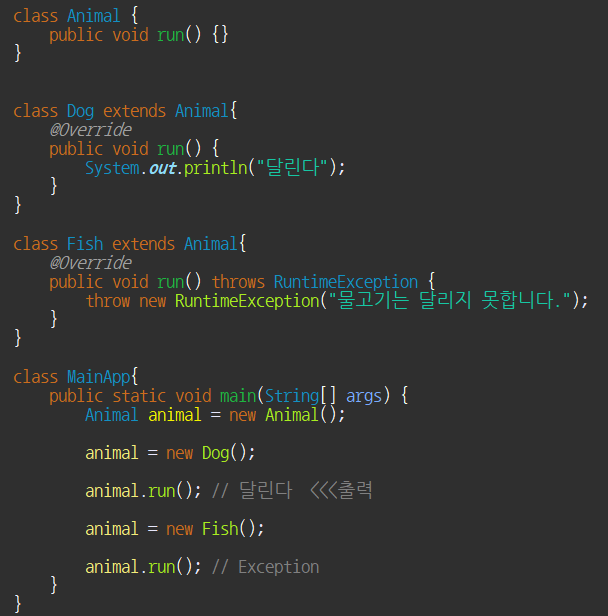 class Animal {
    public void run() {}
}
class Dog extends Animal{
    @Override
    public void run() {
        System.out.println("달린다");
    }
}
class Fish extends Animal{
    @Override
    public void run() throws RuntimeException {
        throw new RuntimeException("물고기는 달리지 못합니다.");
    }
}
class MainApp{
    public static void main(String[] args) {
        Animal animal = new Animal();
        animal = new Dog();
        animal.run(); // 달린다  <<<출력
        animal = new Fish();
        animal.run(); // Exception
    }
}